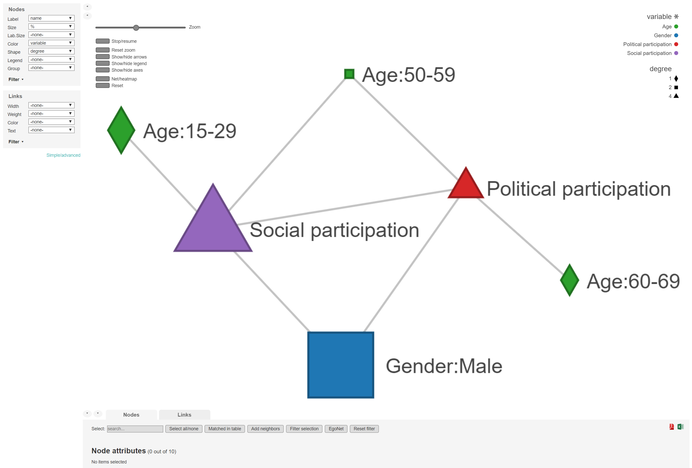 Nodes
Label name
Size %
Lab.Size -none-
Color variable
Shape degree
Legend -none-
Group -none-
Filter
Links
Width -none-
Weight -none-
Color -none-
Text -none-
Filter
Zoom
Stop/resume
Reset zoom
Show/hide arrows
Show/hide legend
Show/hide axes
Net/heatmap
Reset
variable
Age
Gender
Political participation
Social participation
degree
1
2
4
Age:50-59
Age:15-29
Political participation
Social participation
Age:60-69
Gender:Male
Nodes Links
Select: search... Select all/none Matched in table Add neighbors Filter selection EgoNet Reset filter
Node attributes (0 out of 10)
No items selected